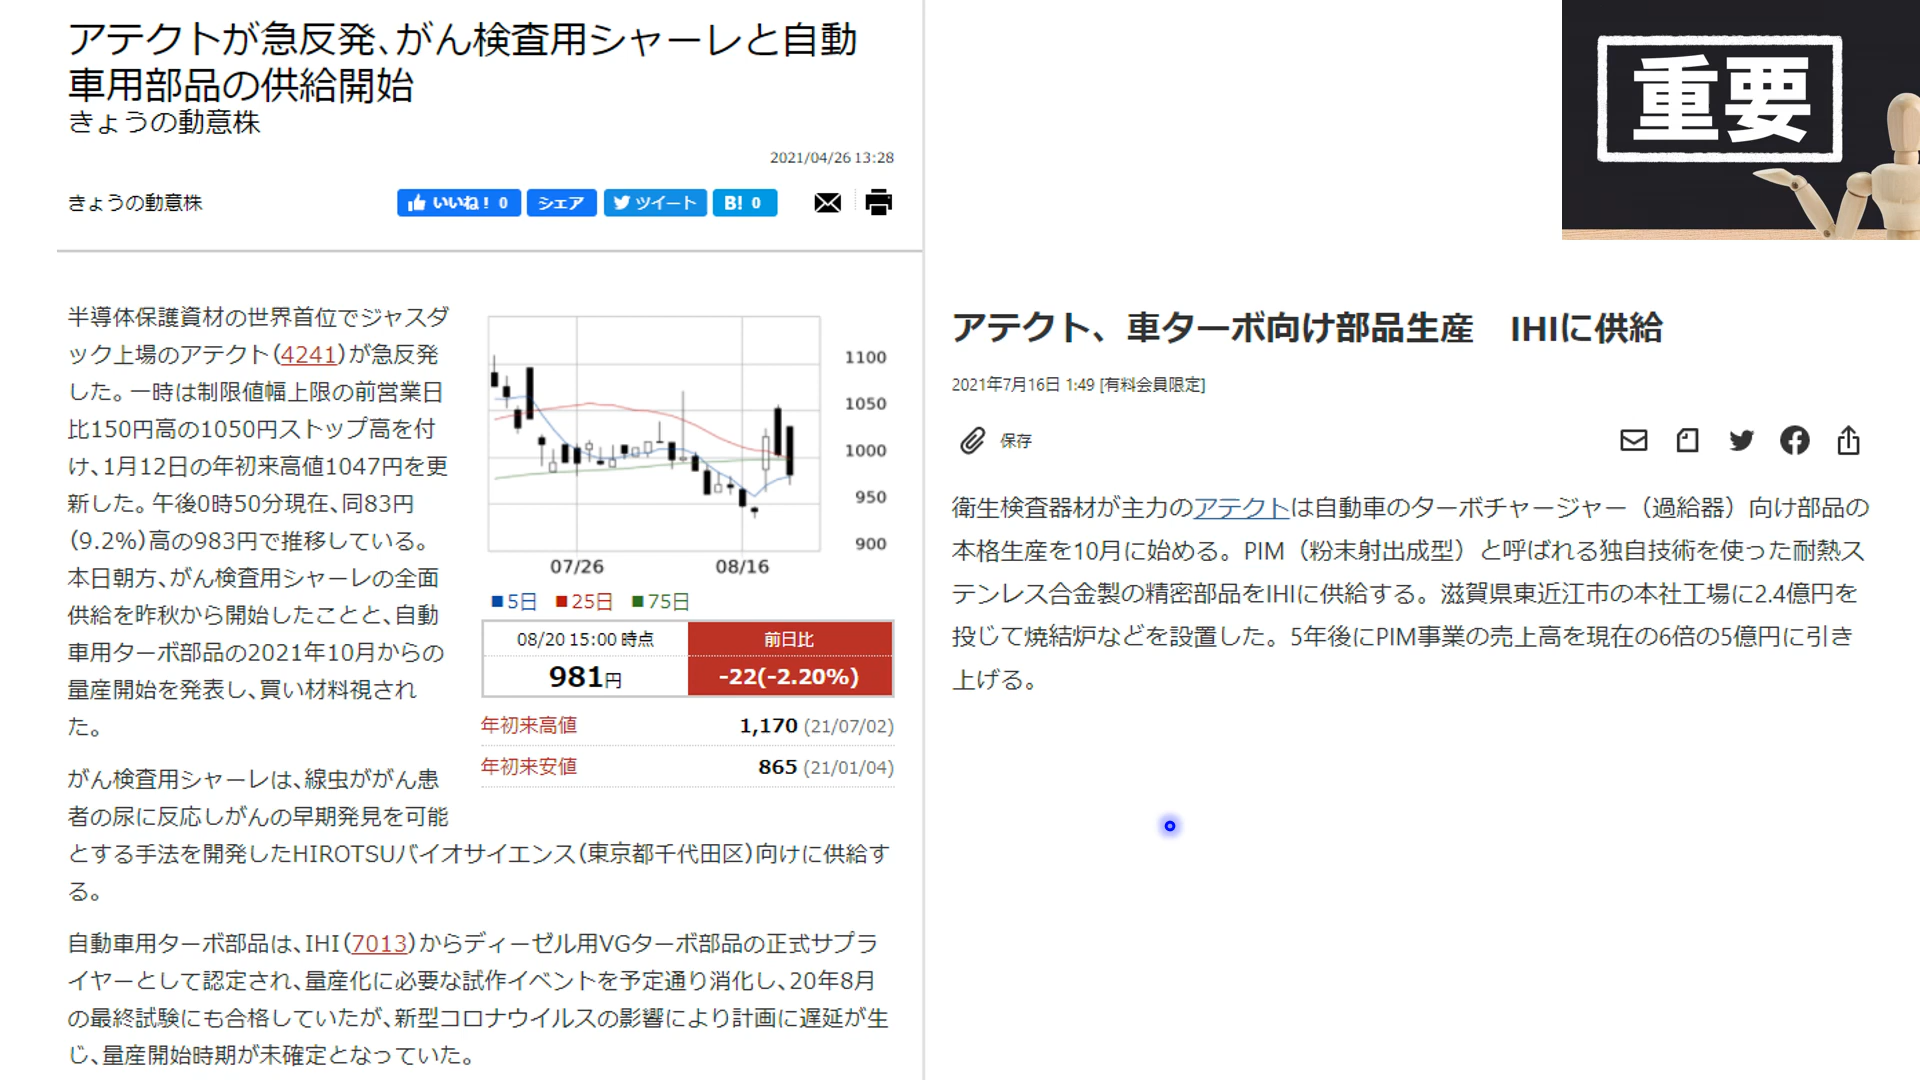 アテクトが急反発、がん検査用シャーレと自動
車用部品の供給開始
きょうの動意株
2021/04/26 13:28
きょうの動意株
いいね! 0
シェア
ツイート
B! 0
半導体保護資材の世界首位でジャスダ
ック上場のアテクト(4241)が急反発
した。一時は制限値幅上限の前営業日
比150円高の1050円ストップ高を付
け、1月12日の年初来高値1047円を更
新した。午後0時50分現在、同83円
(9.2%)高の983円で推移している。
本日朝方、がん検査用シャーレの全面
供給を昨秋から開始したことと、自動
車用ターボ部品の2021年10月からの
量産開始を発表し、買い材料視され
た。
がん検査用シャーレは、線虫ががん患
者の尿に反応しがんの早期発見を可能
とする手法を開発したHIROTSUバイオサイエンス(東京都千代田区)向けに供給す
る。
自動車用ターボ部品は、IHI(7013)からディーゼル用VGターボ部品の正式サプラ
イヤーとして認定され、量産化に必要な試作イベントを予定通り消化し、20年8月
の最終試験にも合格していたが、新型コロナウイルスの影響により計画に遅延が生
じ、量産開始時期が未確定となっていた。
1100
1050
1000
950
900
07/26 08/16
■5日 ■25日 ■75日
08/20 15:00 時点 前日比
981円 -22(-2.20%)
年初来高値 1,170 (21/07/02)
年初来安値 865 (21/01/04)
重要
アテクト、車ターボ向け部品生産　IHIに供給
2021年7月16日 1:49 [有料会員限定]
保存
衛生検査器材が主力のアテクトは自動車のターボチャージャー（過給器）向け部品の
本格生産を10月に始める。PIM（粉末射出成型）と呼ばれる独自技術を使った耐熱ス
テンレス合金製の精密部品をIHIに供給する。滋賀県東近江市の本社工場に2.4億円を
投じて焼結炉などを設置した。5年後にPIM事業の売上高を現在の6倍の5億円に引き
上げる。